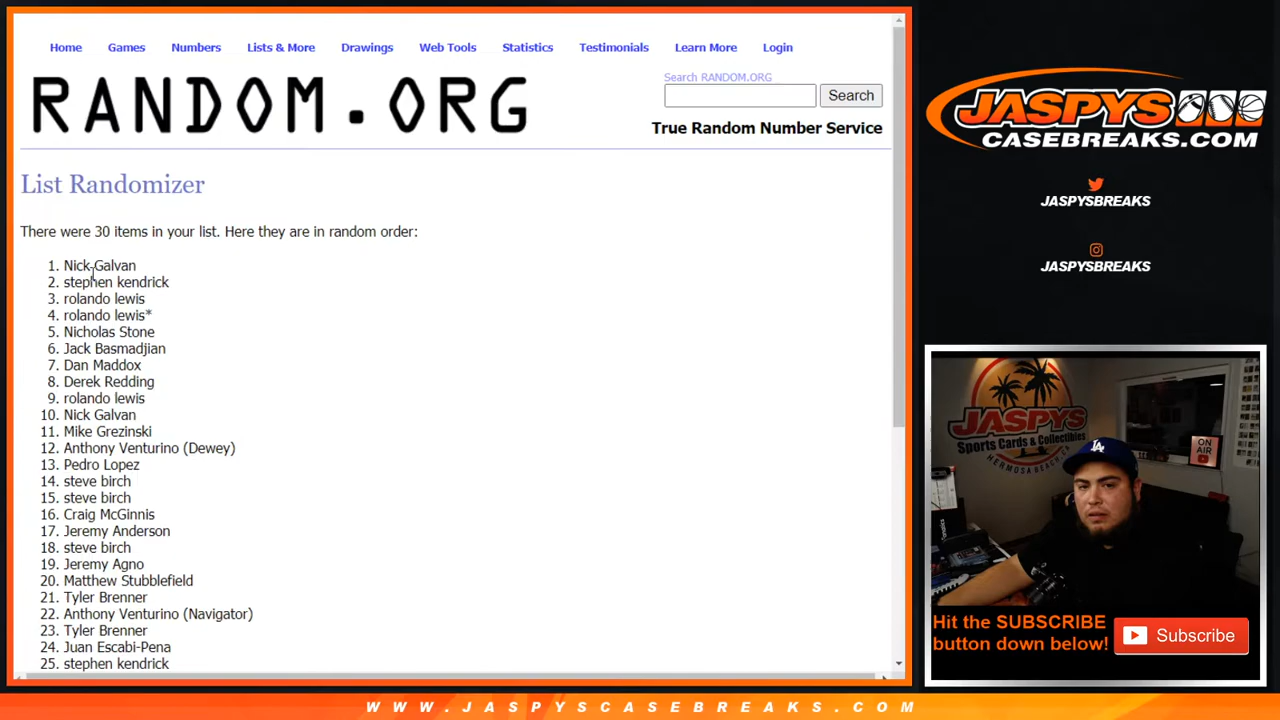 Home Games Numbers Lists & More Drawings Web Tools Statistics Testimonials Learn More Login
RANDOM.ORG
Search RANDOM.ORG
Search
True Random Number Service
List Randomizer
There were 30 items in your list. Here they are in random order:
1. Nick Galvan
2. stephen kendrick
3. rolando lewis
4. rolando lewis*
5. Nicholas Stone
6. Jack Basmadjian
7. Dan Maddox
8. Derek Redding
9. rolando lewis
10. Nick Galvan
11. Mike Grezinski
12. Anthony Venturino (Dewey)
13. Pedro Lopez
14. steve birch
15. steve birch
16. Craig McGinnis
17. Jeremy Anderson
18. steve birch
19. Jeremy Agno
20. Matthew Stubblefield
21. Tyler Brenner
22. Anthony Venturino (Navigator)
23. Tyler Brenner
24. Juan Escabi-Pena
25. stephen kendrick
JASPYS
CASEBREAKS.COM
JASPYSBREAKS
JASPYSBREAKS
JASPYS
Sports Cards & Collectibles
HERMOSA BEACH, CA
ON
AIR
LA
Hit the SUBSCRIBE
button down below!
Subscribe
WWW.JASPYSCASEBREAKS.COM